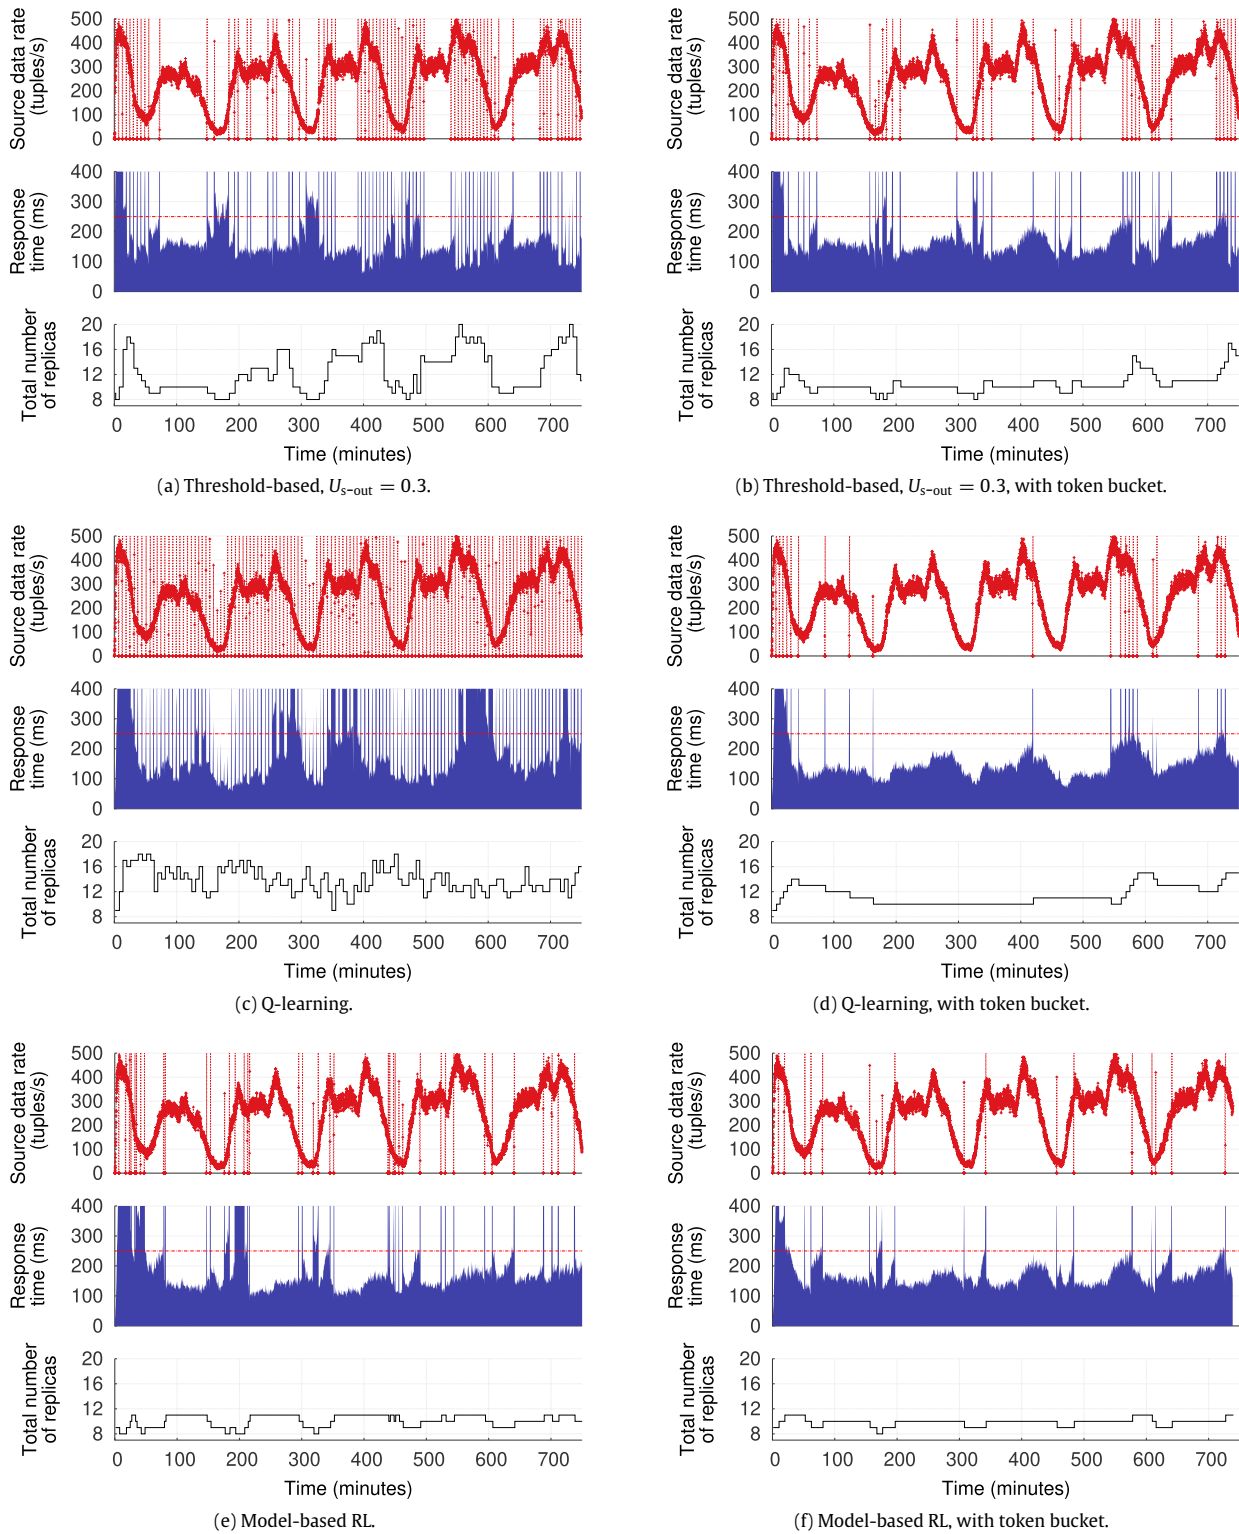 Source data rate
(tuples/s)
500
400
300
200
100
0
Response
time (ms)
400
300
200
100
0
Total number
of replicas
20
16
12
8
0 100 200 300 400 500 600 700
Time (minutes)
(a) Threshold-based, Us-out = 0.3.
Source data rate
(tuples/s)
500
400
300
200
100
0
Response
time (ms)
400
300
200
100
0
Total number
of replicas
20
16
12
8
0 100 200 300 400 500 600 700
Time (minutes)
(b) Threshold-based, Us-out = 0.3, with token bucket.
Source data rate
(tuples/s)
500
400
300
200
100
0
Response
time (ms)
400
300
200
100
0
Total number
of replicas
20
16
12
8
0 100 200 300 400 500 600 700
Time (minutes)
(c) Q-learning.
Source data rate
(tuples/s)
500
400
300
200
100
0
Response
time (ms)
400
300
200
100
0
Total number
of replicas
20
16
12
8
0 100 200 300 400 500 600 700
Time (minutes)
(d) Q-learning, with token bucket.
Source data rate
(tuples/s)
500
400
300
200
100
0
Response
time (ms)
400
300
200
100
0
Total number
of replicas
20
16
12
8
0 100 200 300 400 500 600 700
Time (minutes)
(e) Model-based RL.
Source data rate
(tuples/s)
500
400
300
200
100
0
Response
time (ms)
400
300
200
100
0
Total number
of replicas
20
16
12
8
0 100 200 300 400 500 600 700
Time (minutes)
(f) Model-based RL, with token bucket.